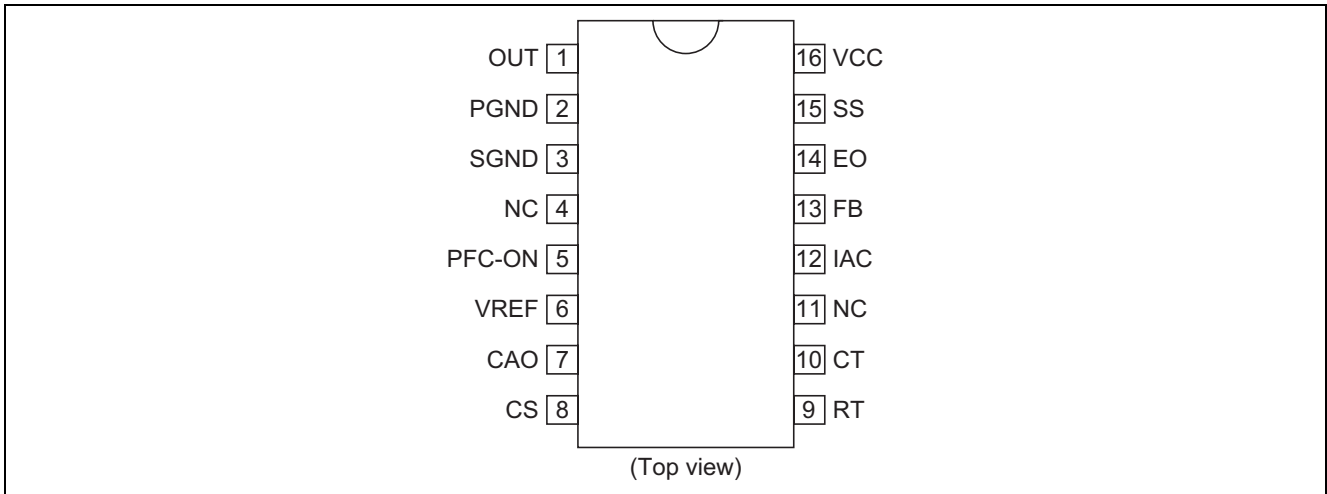 OUT 1 16 VCC
PGND 2 15 SS
SGND 3 14 EO
NC 4 13 FB
PFC-ON 5 12 IAC
VREF 6 11 NC
CAO 7 10 CT
CS 8 9 RT
(Top view)